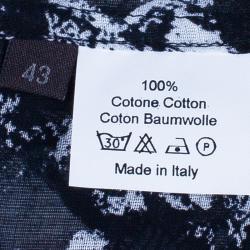 43
100%
Cotone Cotton
Coton Baumwolle
30° P
Made in Italy